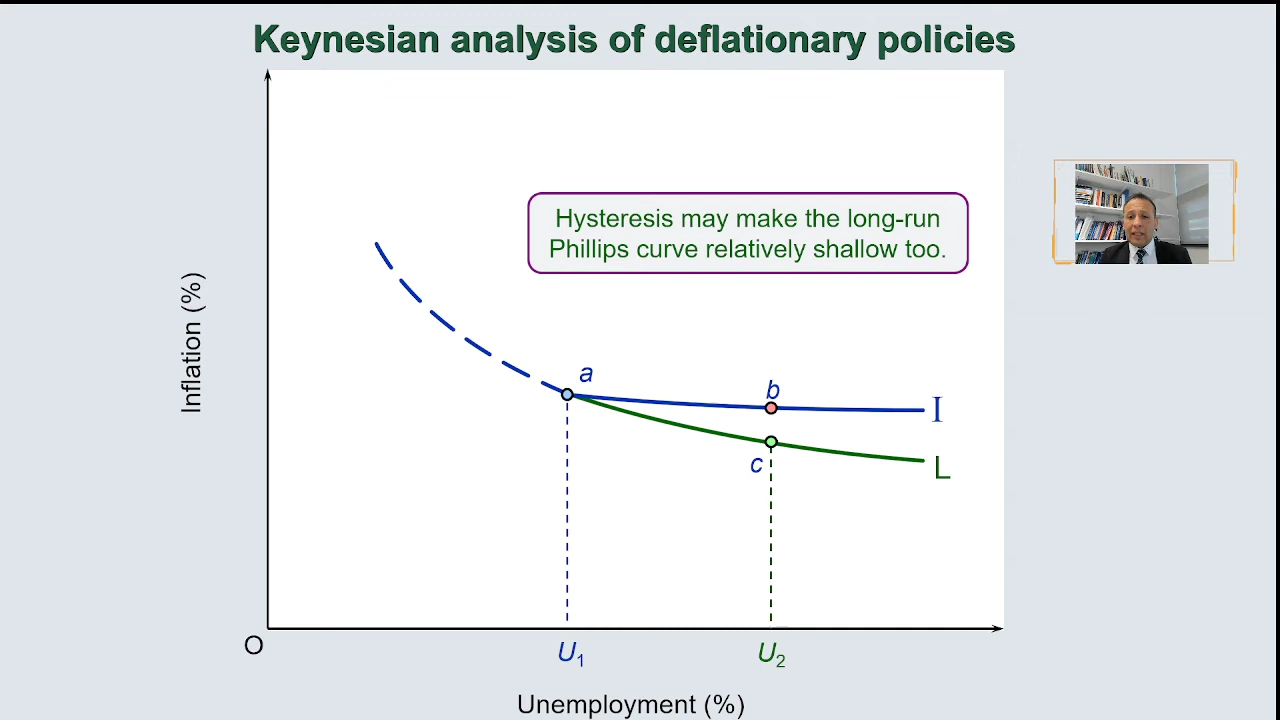 Keynesian analysis of deflationary policies
Hysteresis may make the long-run
Phillips curve relatively shallow too.
Inflation (%)
a
b
I
c
L
O
U1
U2
Unemployment (%)